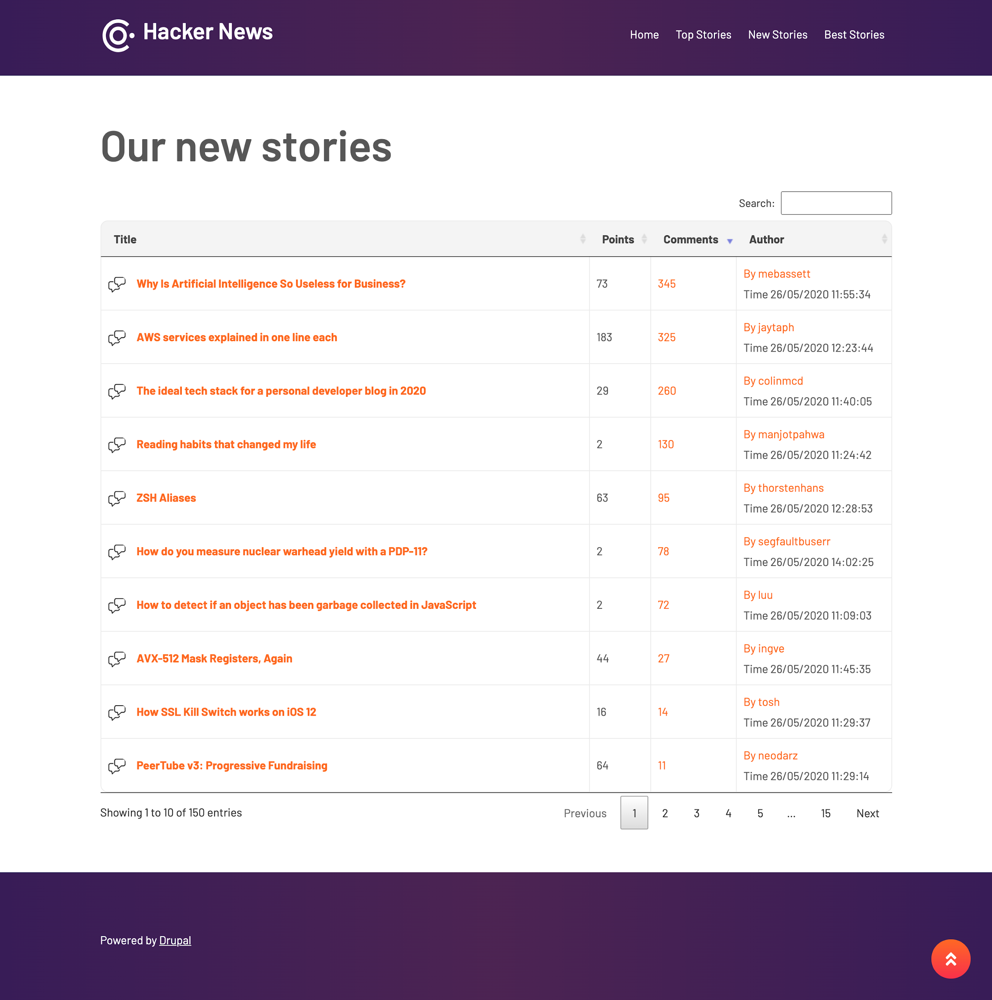 Hacker News
Home Top Stories New Stories Best Stories
Our new stories
Search:
Title Points Comments Author
Why Is Artificial Intelligence So Useless for Business? 73 345 By mebassett
Time 26/05/2020 11:55:34
AWS services explained in one line each 183 325 By jaytaph
Time 26/05/2020 12:23:44
The ideal tech stack for a personal developer blog in 2020 29 260 By colinmcd
Time 26/05/2020 11:40:05
Reading habits that changed my life 2 130 By manjotpahwa
Time 26/05/2020 11:24:42
ZSH Aliases 63 95 By thorstenhans
Time 26/05/2020 12:28:53
How do you measure nuclear warhead yield with a PDP-11? 2 78 By segfaultbuserr
Time 26/05/2020 14:02:25
How to detect if an object has been garbage collected in JavaScript 2 72 By luu
Time 26/05/2020 11:09:03
AVX-512 Mask Registers, Again 44 27 By ingve
Time 26/05/2020 11:45:35
How SSL Kill Switch works on iOS 12 16 14 By tosh
Time 26/05/2020 11:29:37
PeerTube v3: Progressive Fundraising 64 11 By neodarz
Time 26/05/2020 11:29:14
Showing 1 to 10 of 150 entries Previous 1 2 3 4 5 ... 15 Next
Powered by Drupal